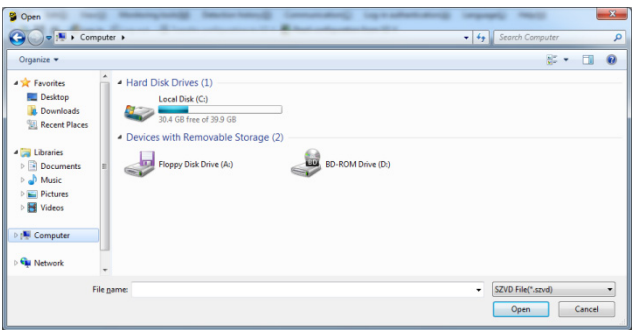 Open
Computer
Search Computer
Organize
Favorites
Desktop
Downloads
Recent Places
Libraries
Documents
Music
Pictures
Videos
Computer
Network
Hard Disk Drives (1)
Local Disk (C:)
30.4 GB free of 39.9 GB
Devices with Removable Storage (2)
Floppy Disk Drive (A:)
BD-ROM Drive (D:)
File name:
SZVD File(*.szvd)
Open
Cancel